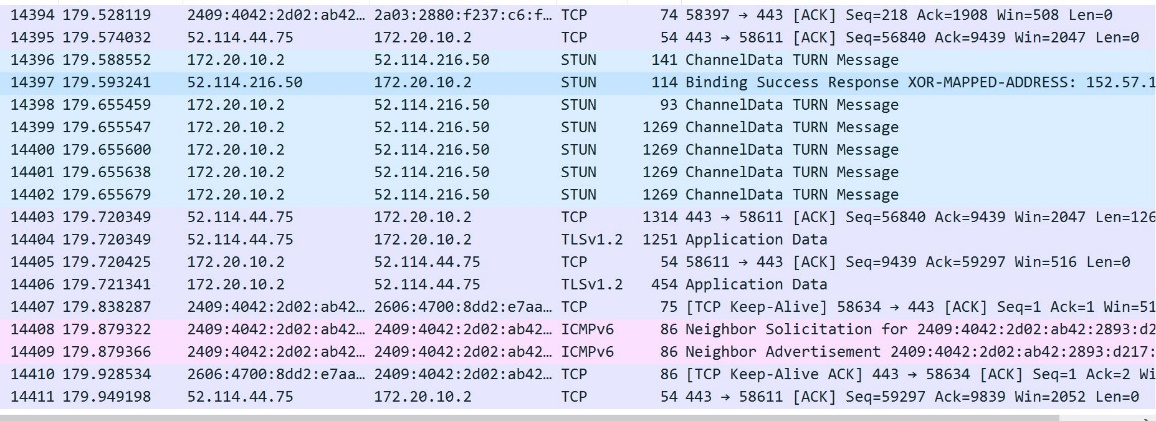 14394 179.528119 2409:4042:2d02:ab42… 2a03:2880:f237:c6:f… TCP 74 58397 → 443 [ACK] Seq=218 Ack=1908 Win=508 Len=0
14395 179.574032 52.114.44.75 172.20.10.2 TCP 54 443 → 58611 [ACK] Seq=56840 Ack=9439 Win=2047 Len=0
14396 179.588552 172.20.10.2 52.114.216.50 STUN 141 ChannelData TURN Message
14397 179.593241 52.114.216.50 172.20.10.2 STUN 114 Binding Success Response XOR-MAPPED-ADDRESS: 152.57.1
14398 179.655459 172.20.10.2 52.114.216.50 STUN 93 ChannelData TURN Message
14399 179.655547 172.20.10.2 52.114.216.50 STUN 1269 ChannelData TURN Message
14400 179.655600 172.20.10.2 52.114.216.50 STUN 1269 ChannelData TURN Message
14401 179.655638 172.20.10.2 52.114.216.50 STUN 1269 ChannelData TURN Message
14402 179.655679 172.20.10.2 52.114.216.50 STUN 1269 ChannelData TURN Message
14403 179.720349 52.114.44.75 172.20.10.2 TCP 1314 443 → 58611 [ACK] Seq=56840 Ack=9439 Win=2047 Len=126
14404 179.720349 52.114.44.75 172.20.10.2 TLSv1.2 1251 Application Data
14405 179.720425 172.20.10.2 52.114.44.75 TCP 54 58611 → 443 [ACK] Seq=9439 Ack=59297 Win=516 Len=0
14406 179.721341 172.20.10.2 52.114.44.75 TLSv1.2 454 Application Data
14407 179.838287 2409:4042:2d02:ab42… 2606:4700:8dd2:e7aa… TCP 75 [TCP Keep-Alive] 58634 → 443 [ACK] Seq=1 Ack=1 Win=51
14408 179.879322 2409:4042:2d02:ab42… 2409:4042:2d02:ab42… ICMPv6 86 Neighbor Solicitation for 2409:4042:2d02:ab42:2893:d2
14409 179.879366 2409:4042:2d02:ab42… 2409:4042:2d02:ab42… ICMPv6 86 Neighbor Advertisement 2409:4042:2d02:ab42:2893:d217:
14410 179.928534 2606:4700:8dd2:e7aa… 2409:4042:2d02:ab42… TCP 86 [TCP Keep-Alive ACK] 443 → 58634 [ACK] Seq=1 Ack=2 Wi
14411 179.949198 52.114.44.75 172.20.10.2 TCP 54 443 → 58611 [ACK] Seq=59297 Ack=9839 Win=2052 Len=0